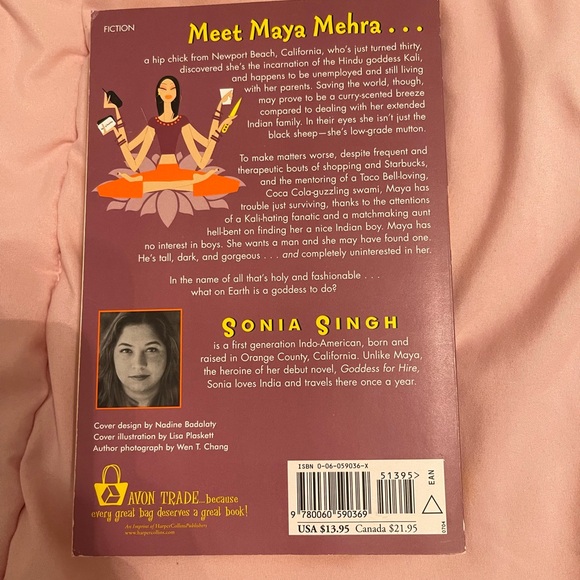 FICTION
Meet Maya Mehra . . .
a hip chick from Newport Beach, California, who's just turned thirty,
discovered she's the incarnation of the Hindu goddess Kali,
and happens to be unemployed and still living
with her parents. Saving the world, though,
may prove to be a curry-scented breeze
compared to dealing with her extended
Indian family. In their eyes she isn't just the
black sheep—she's low-grade mutton.
To make matters worse, despite frequent and
therapeutic bouts of shopping and Starbucks,
and the mentoring of a Taco Bell-loving,
Coca Cola-guzzling swami, Maya has
trouble just surviving, thanks to the attentions
of a Kali-hating fanatic and a matchmaking aunt
hell-bent on finding her a nice Indian boy. Maya has
no interest in boys. She wants a man and she may have found one.
He's tall, dark, and gorgeous . . . and completely uninterested in her.
In the name of all that's holy and fashionable . . .
what on Earth is a goddess to do?
SONIA SINGH
is a first generation Indo-American, born and
raised in Orange County, California. Unlike Maya,
the heroine of her debut novel, Goddess for Hire,
Sonia loves India and travels there once a year.
Cover design by Nadine Badalaty
Cover illustration by Lisa Plaskett
Author photograph by Wen T. Chang
AVON TRADE...because
every great bag deserves a great book!
An Imprint of HarperCollinsPublishers
www.harpercollins.com
ISBN 0-06-059036-X
51395>
EAN
9 780060 590369
USA $13.95 Canada $21.95
0704